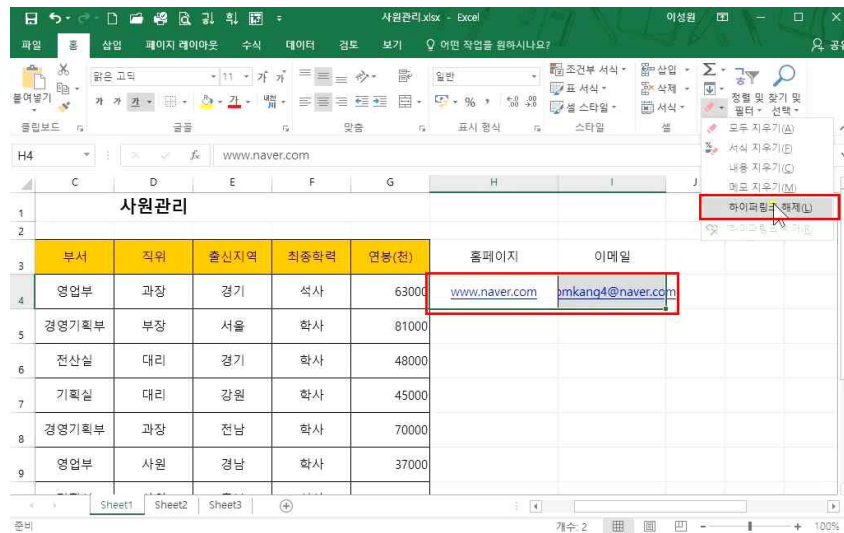 사원관리.xlsx - Excel 이성원
파일 홈 삽입 페이지 레이아웃 수식 데이터 검토 보기 어떤 작업을 원하시나요?
맑은 고딕 11 가 가 일반 조건부 서식 삽입
붙여넣기 가 가 가 가 내천 % , 표 서식 삭제 정렬 및 찾기 및
셀 스타일 서식 필터 선택
클립보드 글꼴 맞춤 표시 형식 스타일 셀
모두 지우기(A)
서식 지우기(F)
내용 지우기(C)
메모 지우기(M)
하이퍼링크 해제(L)
H4 fx www.naver.com
C D E F G H I J
1 사원관리
2
3 부서 직위 출신지역 최종학력 연봉(천) 홈페이지 이메일
4 영업부 과장 경기 석사 63000 www.naver.com omkang4@naver.com
5 경영기획부 부장 서울 학사 81000
6 전산실 대리 경기 학사 48000
7 기획실 대리 강원 학사 45000
8 경영기획부 과장 전남 학사 70000
9 영업부 사원 경남 학사 37000
Sheet1 Sheet2 Sheet3
준비 개수: 2 100%